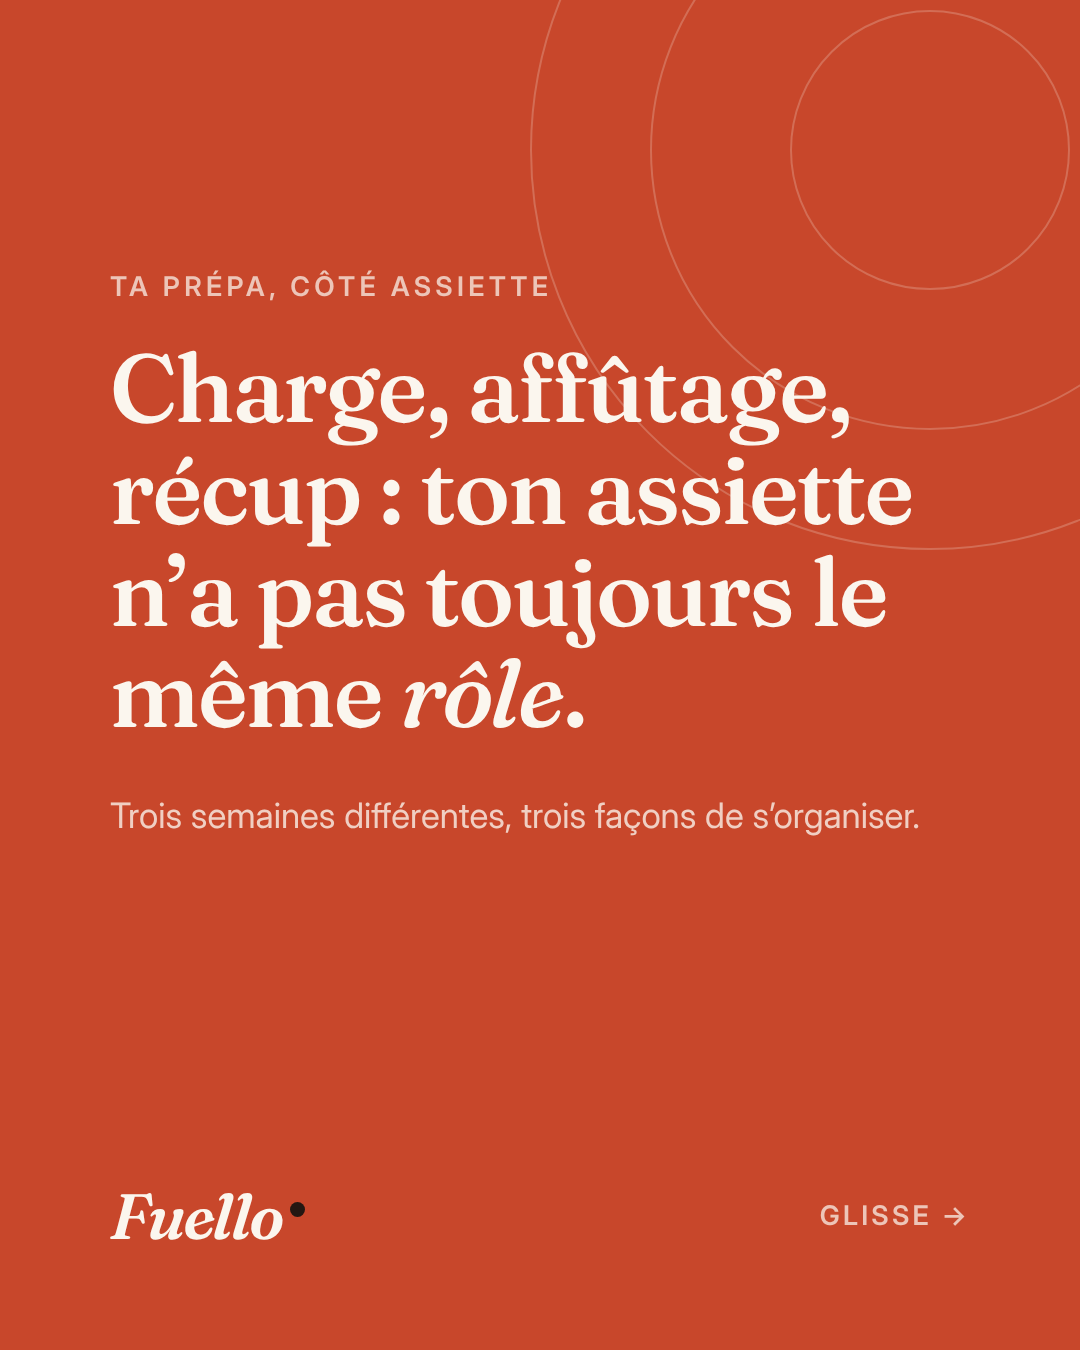 TA PRÉPA, CÔTÉ ASSIETTE
Charge, affûtage,
récup : ton assiette
n’a pas toujours le
même rôle.
Trois semaines différentes, trois façons de s’organiser.
Fuello
GLISSE →